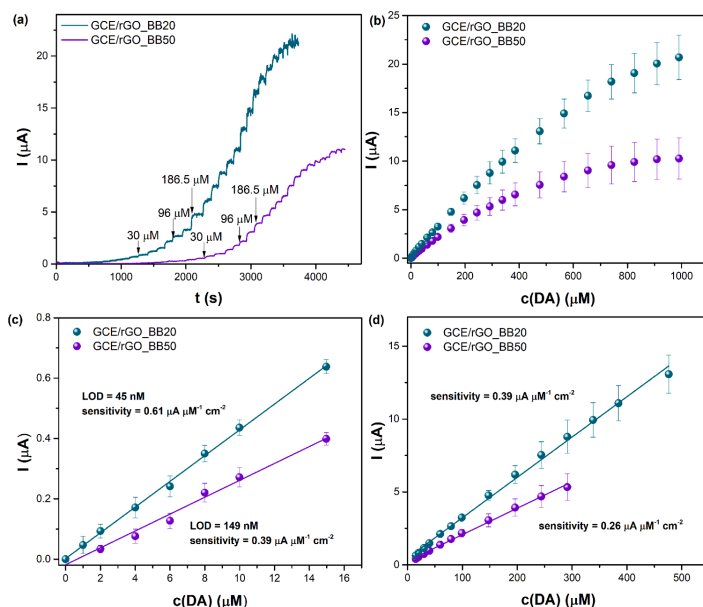 (a)
GCE/rGO_BB20
GCE/rGO_BB50
186.5 μM
96 μM
30 μM
186.5 μM
96 μM
30 μM
I (μA)
0
5
10
15
20
25
0 1000 2000 3000 4000
t (s)
(b)
GCE/rGO_BB20
GCE/rGO_BB50
I (μA)
0
5
10
15
20
25
0 200 400 600 800 1000
c(DA) (μM)
(c)
GCE/rGO_BB20
GCE/rGO_BB50
LOD = 45 nM
sensitivity = 0.61 μA μM⁻¹ cm⁻²
LOD = 149 nM
sensitivity = 0.39 μA μM⁻¹ cm⁻²
I (μA)
0.0
0.2
0.4
0.6
0.8
0 2 4 6 8 10 12 14 16
c(DA) (μM)
(d)
GCE/rGO_BB20
GCE/rGO_BB50
sensitivity = 0.39 μA μM⁻¹ cm⁻²
sensitivity = 0.26 μA μM⁻¹ cm⁻²
I (μA)
0
5
10
15
0 100 200 300 400 500
c(DA) (μM)